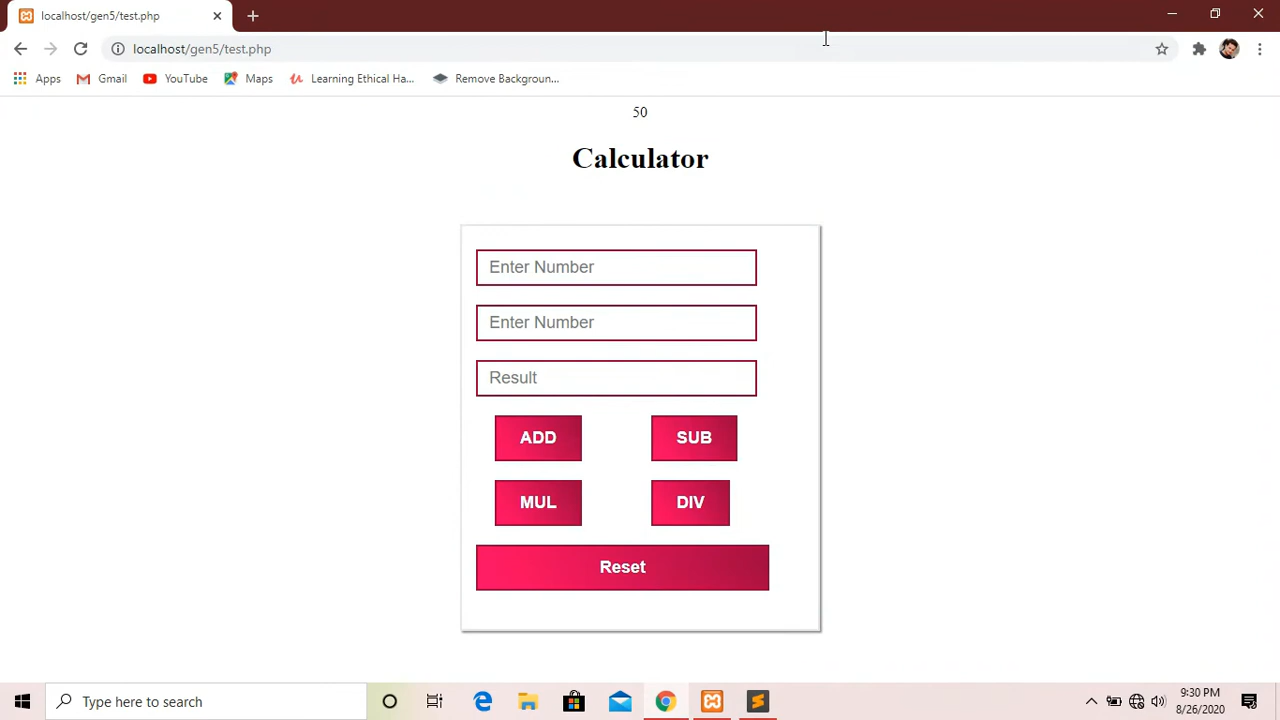 localhost/gen5/test.php
localhost/gen5/test.php
Apps Gmail YouTube Maps Learning Ethical Ha... Remove Backgroun...
50
Calculator
Enter Number
Enter Number
Result
ADD SUB
MUL DIV
Reset
Type here to search
9:30 PM
8/26/2020